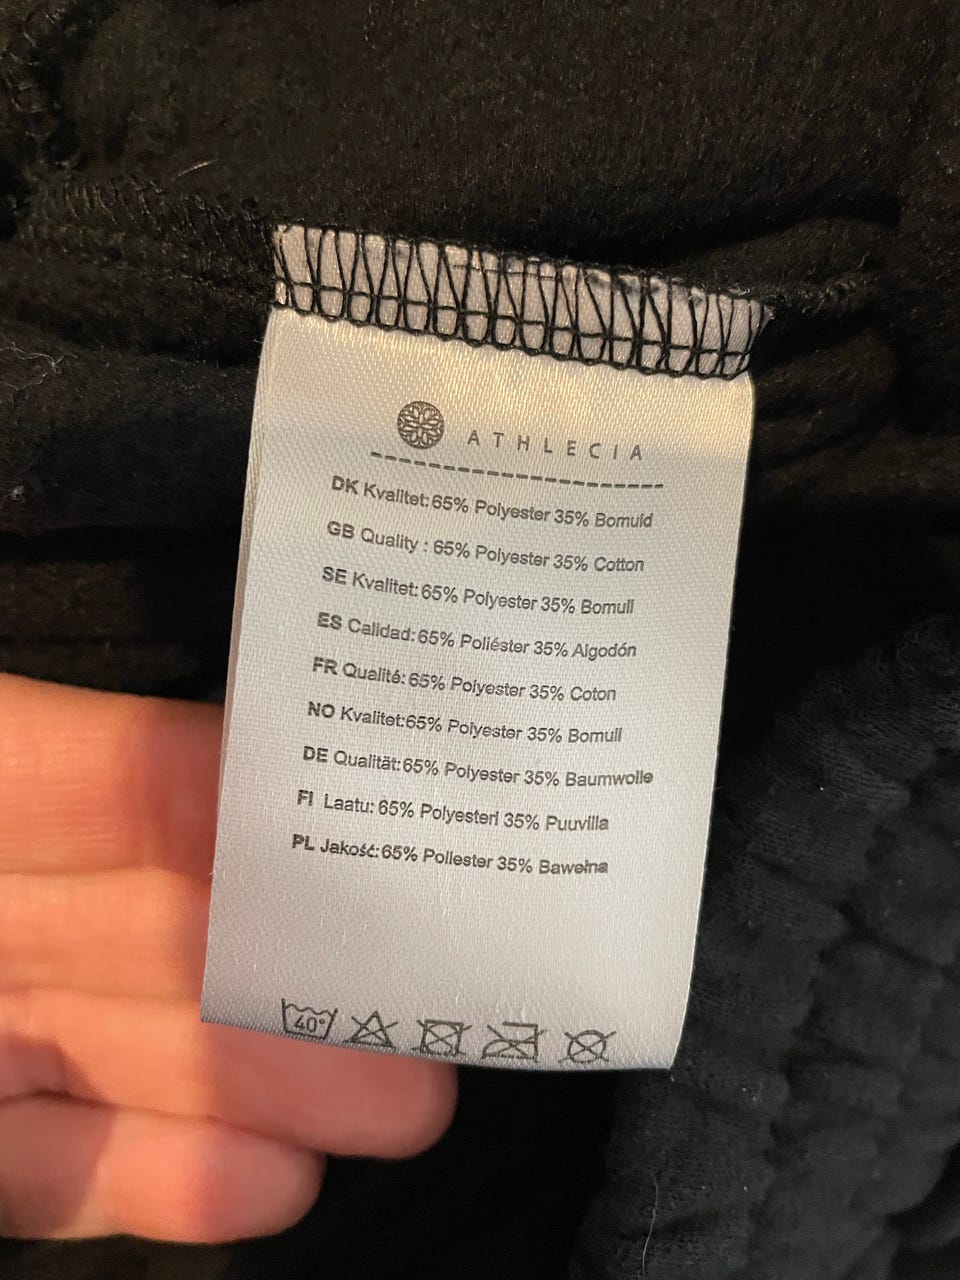 ATHLECIA
DK Kvalitet: 65% Polyester 35% Bomuld
GB Quality : 65% Polyester 35% Cotton
SE Kvalitet: 65% Polyester 35% Bomull
ES Calidad: 65% Poliéster 35% Algodón
FR Qualité: 65% Polyester 35% Coton
NO Kvalitet:65% Polyester 35% Bomull
DE Qualität: 65% Polyester 35% Baumwolle
FI Laatu: 65% Polyesteri 35% Puuvilla
PL Jakość: 65% Poliester 35% Bawełna
40°